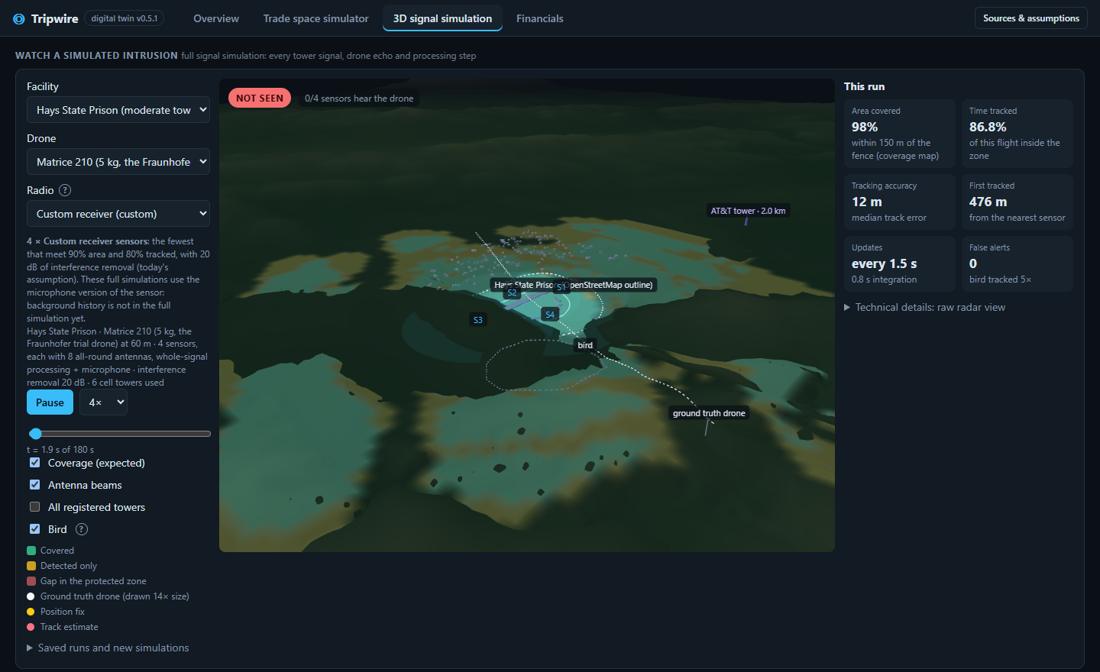 Tripwire
digital twin v0.5.1
Overview
Trade space simulator
3D signal simulation
Financials
Sources & assumptions
WATCH A SIMULATED INTRUSION full signal simulation: every tower signal, drone echo and processing step
Facility
Hays State Prison (moderate tow
Drone
Matrice 210 (5 kg, the Fraunhofe
Radio ?
Custom receiver (custom)
4 × Custom receiver sensors: the fewest
that meet 90% area and 80% tracked, with 20
dB of interference removal (today's
assumption). These full simulations use the
microphone version of the sensor:
background history is not in the full
simulation yet.
Hays State Prison · Matrice 210 (5 kg, the
Fraunhofer trial drone) at 60 m · 4 sensors,
each with 8 all-round antennas, whole-signal
processing + microphone · interference
removal 20 dB · 6 cell towers used
Pause
4×
t = 1.9 s of 180 s
Coverage (expected)
Antenna beams
All registered towers
Bird ?
Covered
Detected only
Gap in the protected zone
Ground truth drone (drawn 14× size)
Position fix
Track estimate
Saved runs and new simulations
NOT SEEN
0/4 sensors hear the drone
AT&T tower · 2.0 km
Hays State Prison OpenStreetMap outline)
S1
S2
S4
S3
bird
ground truth drone
This run
Area covered
98%
within 150 m of the
fence (coverage map)
Time tracked
86.8%
of this flight inside the
zone
Tracking accuracy
12 m
median track error
First tracked
476 m
from the nearest sensor
Updates
every 1.5 s
0.8 s integration
False alerts
0
bird tracked 5×
Technical details: raw radar view